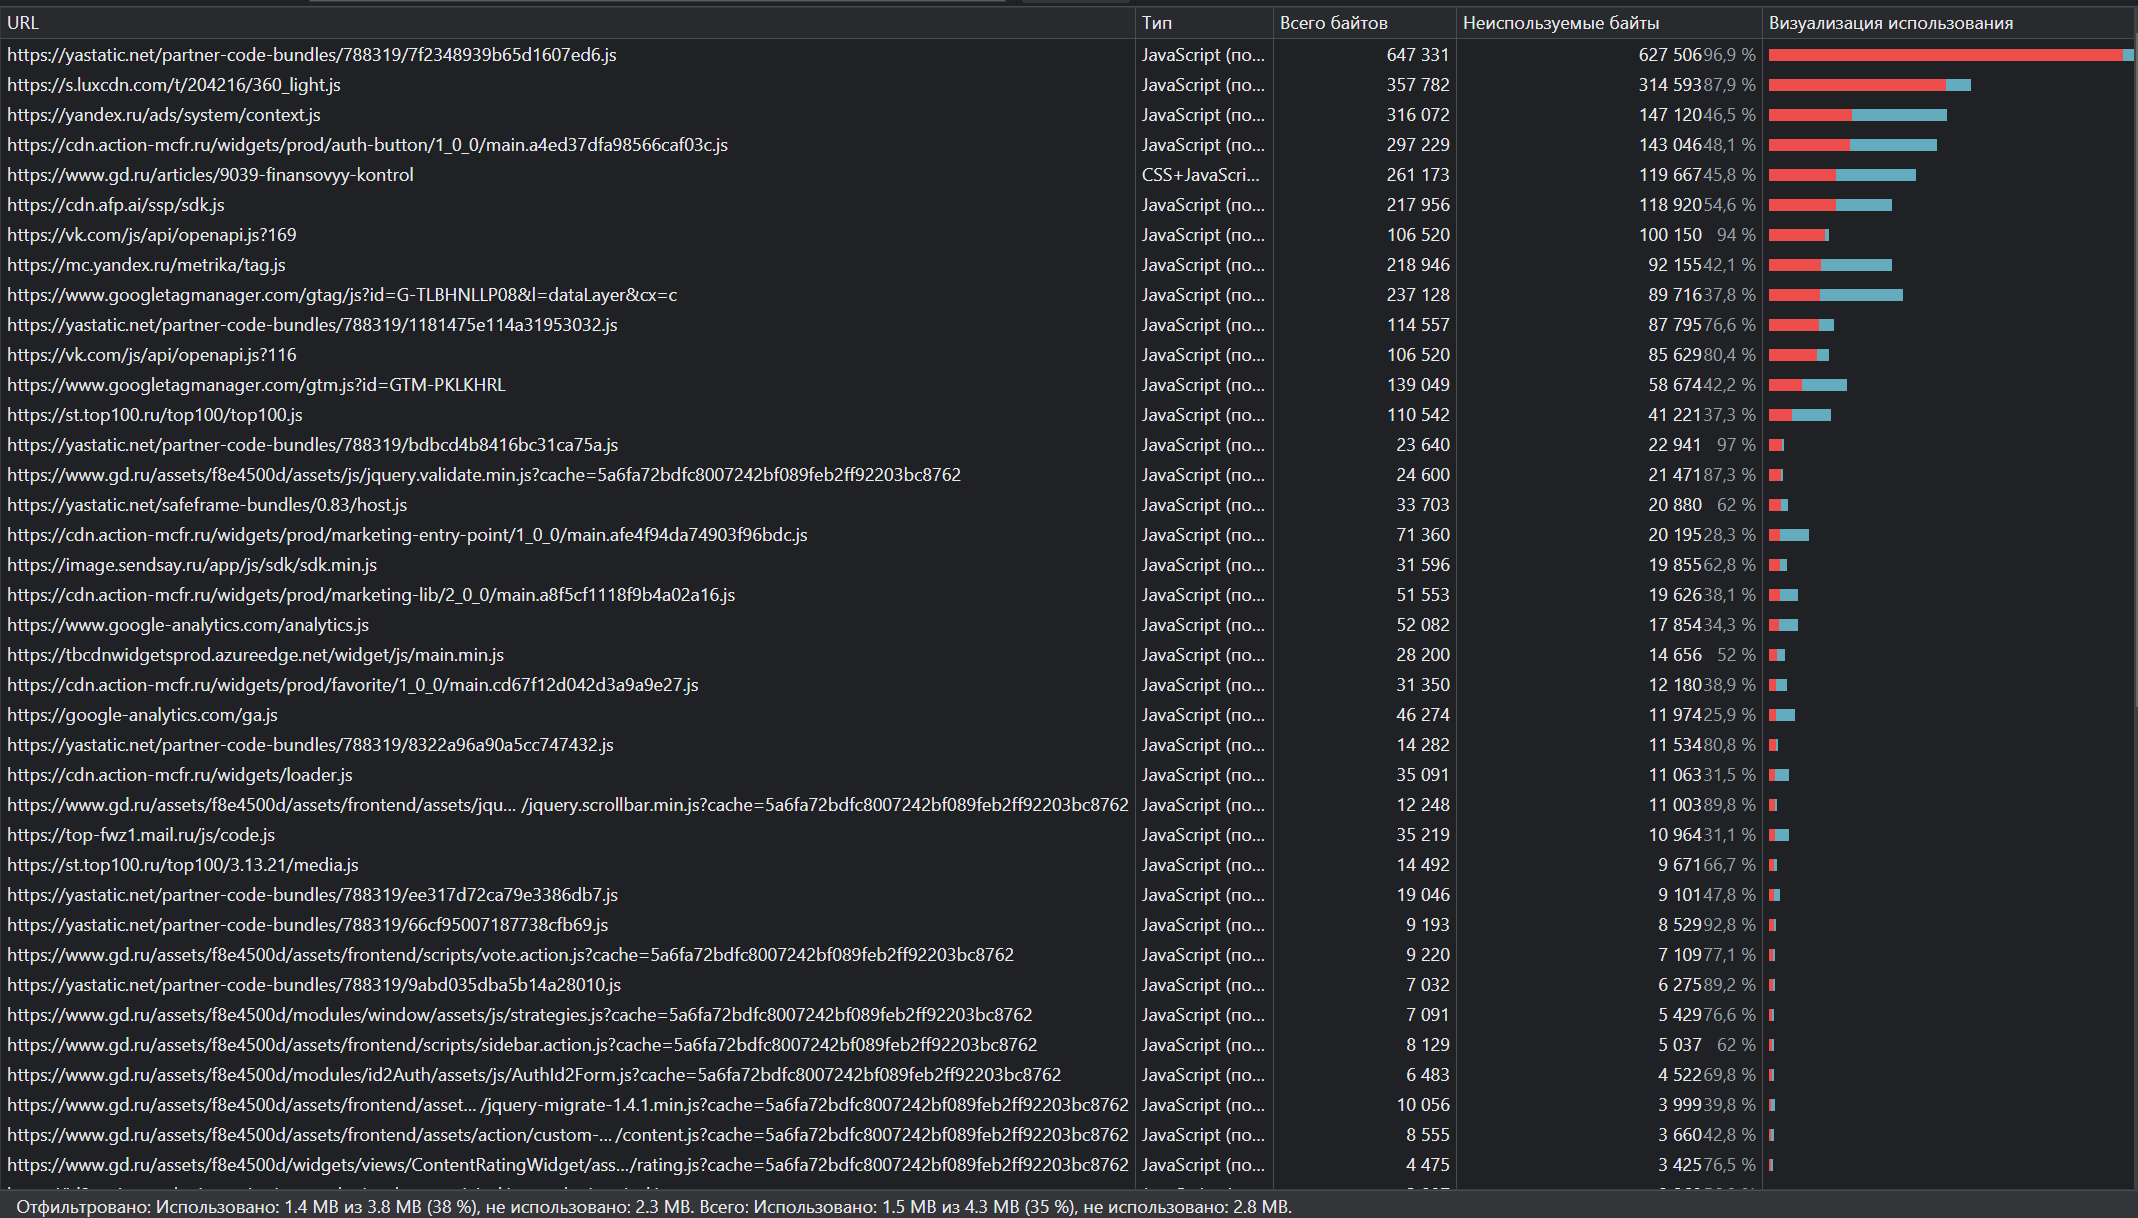 URL Тип Всего байтов Неиспользуемые байты Визуализация использования
https://yastatic.net/partner-code-bundles/788319/7f2348939b65d1607ed6.js JavaScript (по... 647 331 627 506 96,9 %
https://s.luxcdn.com/t/204216/360_light.js JavaScript (по... 357 782 314 593 87,9 %
https://yandex.ru/ads/system/context.js JavaScript (по... 316 072 147 120 46,5 %
https://cdn.action-mcfr.ru/widgets/prod/auth-button/1_0_0/main.a4ed37dfa98566caf03c.js JavaScript (по... 297 229 143 046 48,1 %
https://www.gd.ru/articles/9039-finansovyy-kontrol CSS+JavaScri... 261 173 119 667 45,8 %
https://cdn.afp.ai/ssp/sdk.js JavaScript (по... 217 956 118 920 54,6 %
https://vk.com/js/api/openapi.js?169 JavaScript (по... 106 520 100 150 94 %
https://mc.yandex.ru/metrika/tag.js JavaScript (по... 218 946 92 155 42,1 %
https://www.googletagmanager.com/gtag/js?id=G-TLBHNLLP08&l=dataLayer&cx=c JavaScript (по... 237 128 89 716 37,8 %
https://yastatic.net/partner-code-bundles/788319/1181475e114a31953032.js JavaScript (по... 114 557 87 795 76,6 %
https://vk.com/js/api/openapi.js?116 JavaScript (по... 106 520 85 629 80,4 %
https://www.googletagmanager.com/gtm.js?id=GTM-PKLKHRL JavaScript (по... 139 049 58 674 42,2 %
https://st.top100.ru/top100/top100.js JavaScript (по... 110 542 41 221 37,3 %
https://yastatic.net/partner-code-bundles/788319/bdbcd4b8416bc31ca75a.js JavaScript (по... 23 640 22 941 97 %
https://www.gd.ru/assets/f8e4500d/assets/js/jquery.validate.min.js?cache=5a6fa72bdfc8007242bf089feb2ff92203bc8762 JavaScript (по... 24 600 21 471 87,3 %
https://yastatic.net/safeframe-bundles/0.83/host.js JavaScript (по... 33 703 20 880 62 %
https://cdn.action-mcfr.ru/widgets/prod/marketing-entry-point/1_0_0/main.afe4f94da74903f96bdc.js JavaScript (по... 71 360 20 195 28,3 %
https://image.sendsay.ru/app/js/sdk/sdk.min.js JavaScript (по... 31 596 19 855 62,8 %
https://cdn.action-mcfr.ru/widgets/prod/marketing-lib/2_0_0/main.a8f5cf1118f9b4a02a16.js JavaScript (по... 51 553 19 626 38,1 %
https://www.google-analytics.com/analytics.js JavaScript (по... 52 082 17 854 34,3 %
https://tbcdnwidgetsprod.azureedge.net/widget/js/main.min.js JavaScript (по... 28 200 14 656 52 %
https://cdn.action-mcfr.ru/widgets/prod/favorite/1_0_0/main.cd67f12d042d3a9a9e27.js JavaScript (по... 31 350 12 180 38,9 %
https://google-analytics.com/ga.js JavaScript (по... 46 274 11 974 25,9 %
https://yastatic.net/partner-code-bundles/788319/8322a96a90a5cc747432.js JavaScript (по... 14 282 11 534 80,8 %
https://cdn.action-mcfr.ru/widgets/loader.js JavaScript (по... 35 091 11 063 31,5 %
https://www.gd.ru/assets/f8e4500d/assets/frontend/assets/jqu... /jquery.scrollbar.min.js?cache=5a6fa72bdfc8007242bf089feb2ff92203bc8762 JavaScript (по... 12 248 11 003 89,8 %
https://top-fwz1.mail.ru/js/code.js JavaScript (по... 35 219 10 964 31,1 %
https://st.top100.ru/top100/3.13.21/media.js JavaScript (по... 14 492 9 671 66,7 %
https://yastatic.net/partner-code-bundles/788319/ee317d72ca79e3386db7.js JavaScript (по... 19 046 9 101 47,8 %
https://yastatic.net/partner-code-bundles/788319/66cf95007187738cfb69.js JavaScript (по... 9 193 8 529 92,8 %
https://www.gd.ru/assets/f8e4500d/assets/frontend/scripts/vote.action.js?cache=5a6fa72bdfc8007242bf089feb2ff92203bc8762 JavaScript (по... 9 220 7 109 77,1 %
https://yastatic.net/partner-code-bundles/788319/9abd035dba5b14a28010.js JavaScript (по... 7 032 6 275 89,2 %
https://www.gd.ru/assets/f8e4500d/modules/window/assets/js/strategies.js?cache=5a6fa72bdfc8007242bf089feb2ff92203bc8762 JavaScript (по... 7 091 5 429 76,6 %
https://www.gd.ru/assets/f8e4500d/assets/frontend/scripts/sidebar.action.js?cache=5a6fa72bdfc8007242bf089feb2ff92203bc8762 JavaScript (по... 8 129 5 037 62 %
https://www.gd.ru/assets/f8e4500d/modules/id2Auth/assets/js/AuthId2Form.js?cache=5a6fa72bdfc8007242bf089feb2ff92203bc8762 JavaScript (по... 6 483 4 522 69,8 %
https://www.gd.ru/assets/f8e4500d/assets/frontend/asset... /jquery-migrate-1.4.1.min.js?cache=5a6fa72bdfc8007242bf089feb2ff92203bc8762 JavaScript (по... 10 056 3 999 39,8 %
https://www.gd.ru/assets/f8e4500d/assets/frontend/assets/action/custom-... /content.js?cache=5a6fa72bdfc8007242bf089feb2ff92203bc8762 JavaScript (по... 8 555 3 660 42,8 %
https://www.gd.ru/assets/f8e4500d/widgets/views/ContentRatingWidget/ass.../rating.js?cache=5a6fa72bdfc8007242bf089feb2ff92203bc8762 JavaScript (по... 4 475 3 425 76,5 %
Отфильтровано: Использовано: 1.4 MB из 3.8 MB (38 %), не использовано: 2.3 MB. Всего: Использовано: 1.5 MB из 4.3 MB (35 %), не использовано: 2.8 MB.